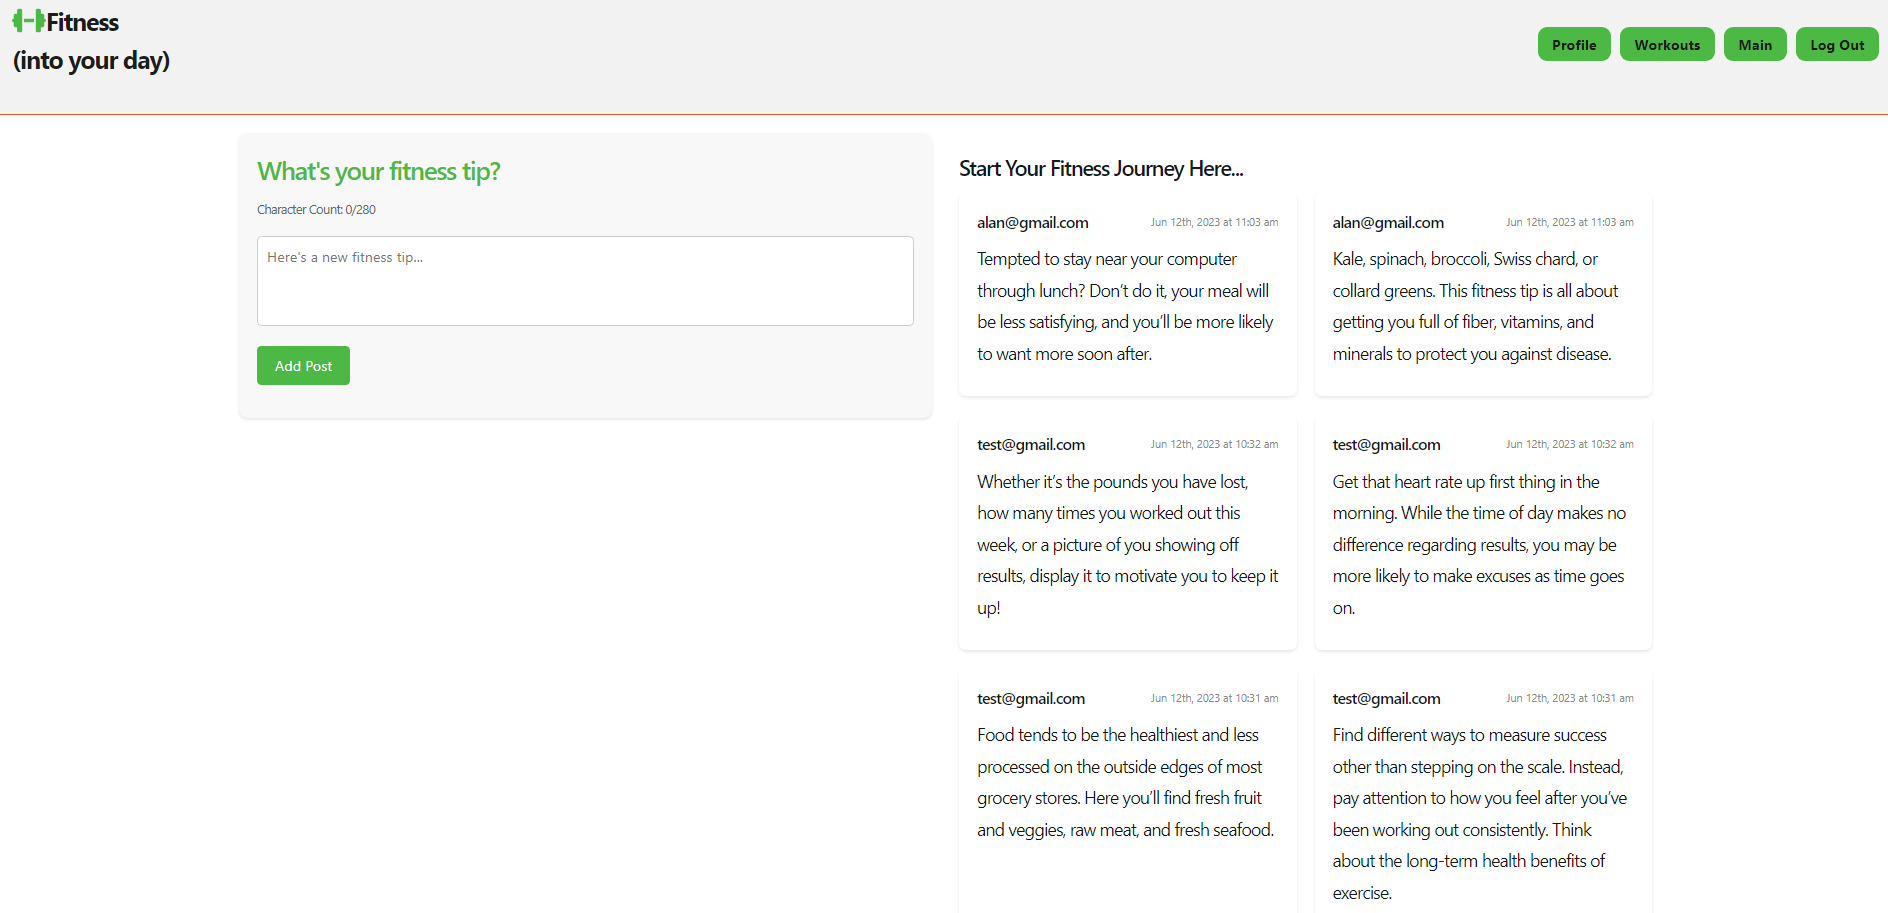 Fitness
(into your day)
Profile
Workouts
Main
Log Out
What's your fitness tip?
Character Count: 0/280
Here's a new fitness tip...
Add Post
Start Your Fitness Journey Here...
alan@gmail.com
Jun 12th, 2023 at 11:03 am
Tempted to stay near your computer
through lunch? Don’t do it, your meal will
be less satisfying, and you’ll be more likely
to want more soon after.
alan@gmail.com
Jun 12th, 2023 at 11:03 am
Kale, spinach, broccoli, Swiss chard, or
collard greens. This fitness tip is all about
getting you full of fiber, vitamins, and
minerals to protect you against disease.
test@gmail.com
Jun 12th, 2023 at 10:32 am
Whether it’s the pounds you have lost,
how many times you worked out this
week, or a picture of you showing off
results, display it to motivate you to keep it
up!
test@gmail.com
Jun 12th, 2023 at 10:32 am
Get that heart rate up first thing in the
morning. While the time of day makes no
difference regarding results, you may be
more likely to make excuses as time goes
on.
test@gmail.com
Jun 12th, 2023 at 10:31 am
Food tends to be the healthiest and less
processed on the outside edges of most
grocery stores. Here you’ll find fresh fruit
and veggies, raw meat, and fresh seafood.
test@gmail.com
Jun 12th, 2023 at 10:31 am
Find different ways to measure success
other than stepping on the scale. Instead,
pay attention to how you feel after you’ve
been working out consistently. Think
about the long-term health benefits of
exercise.